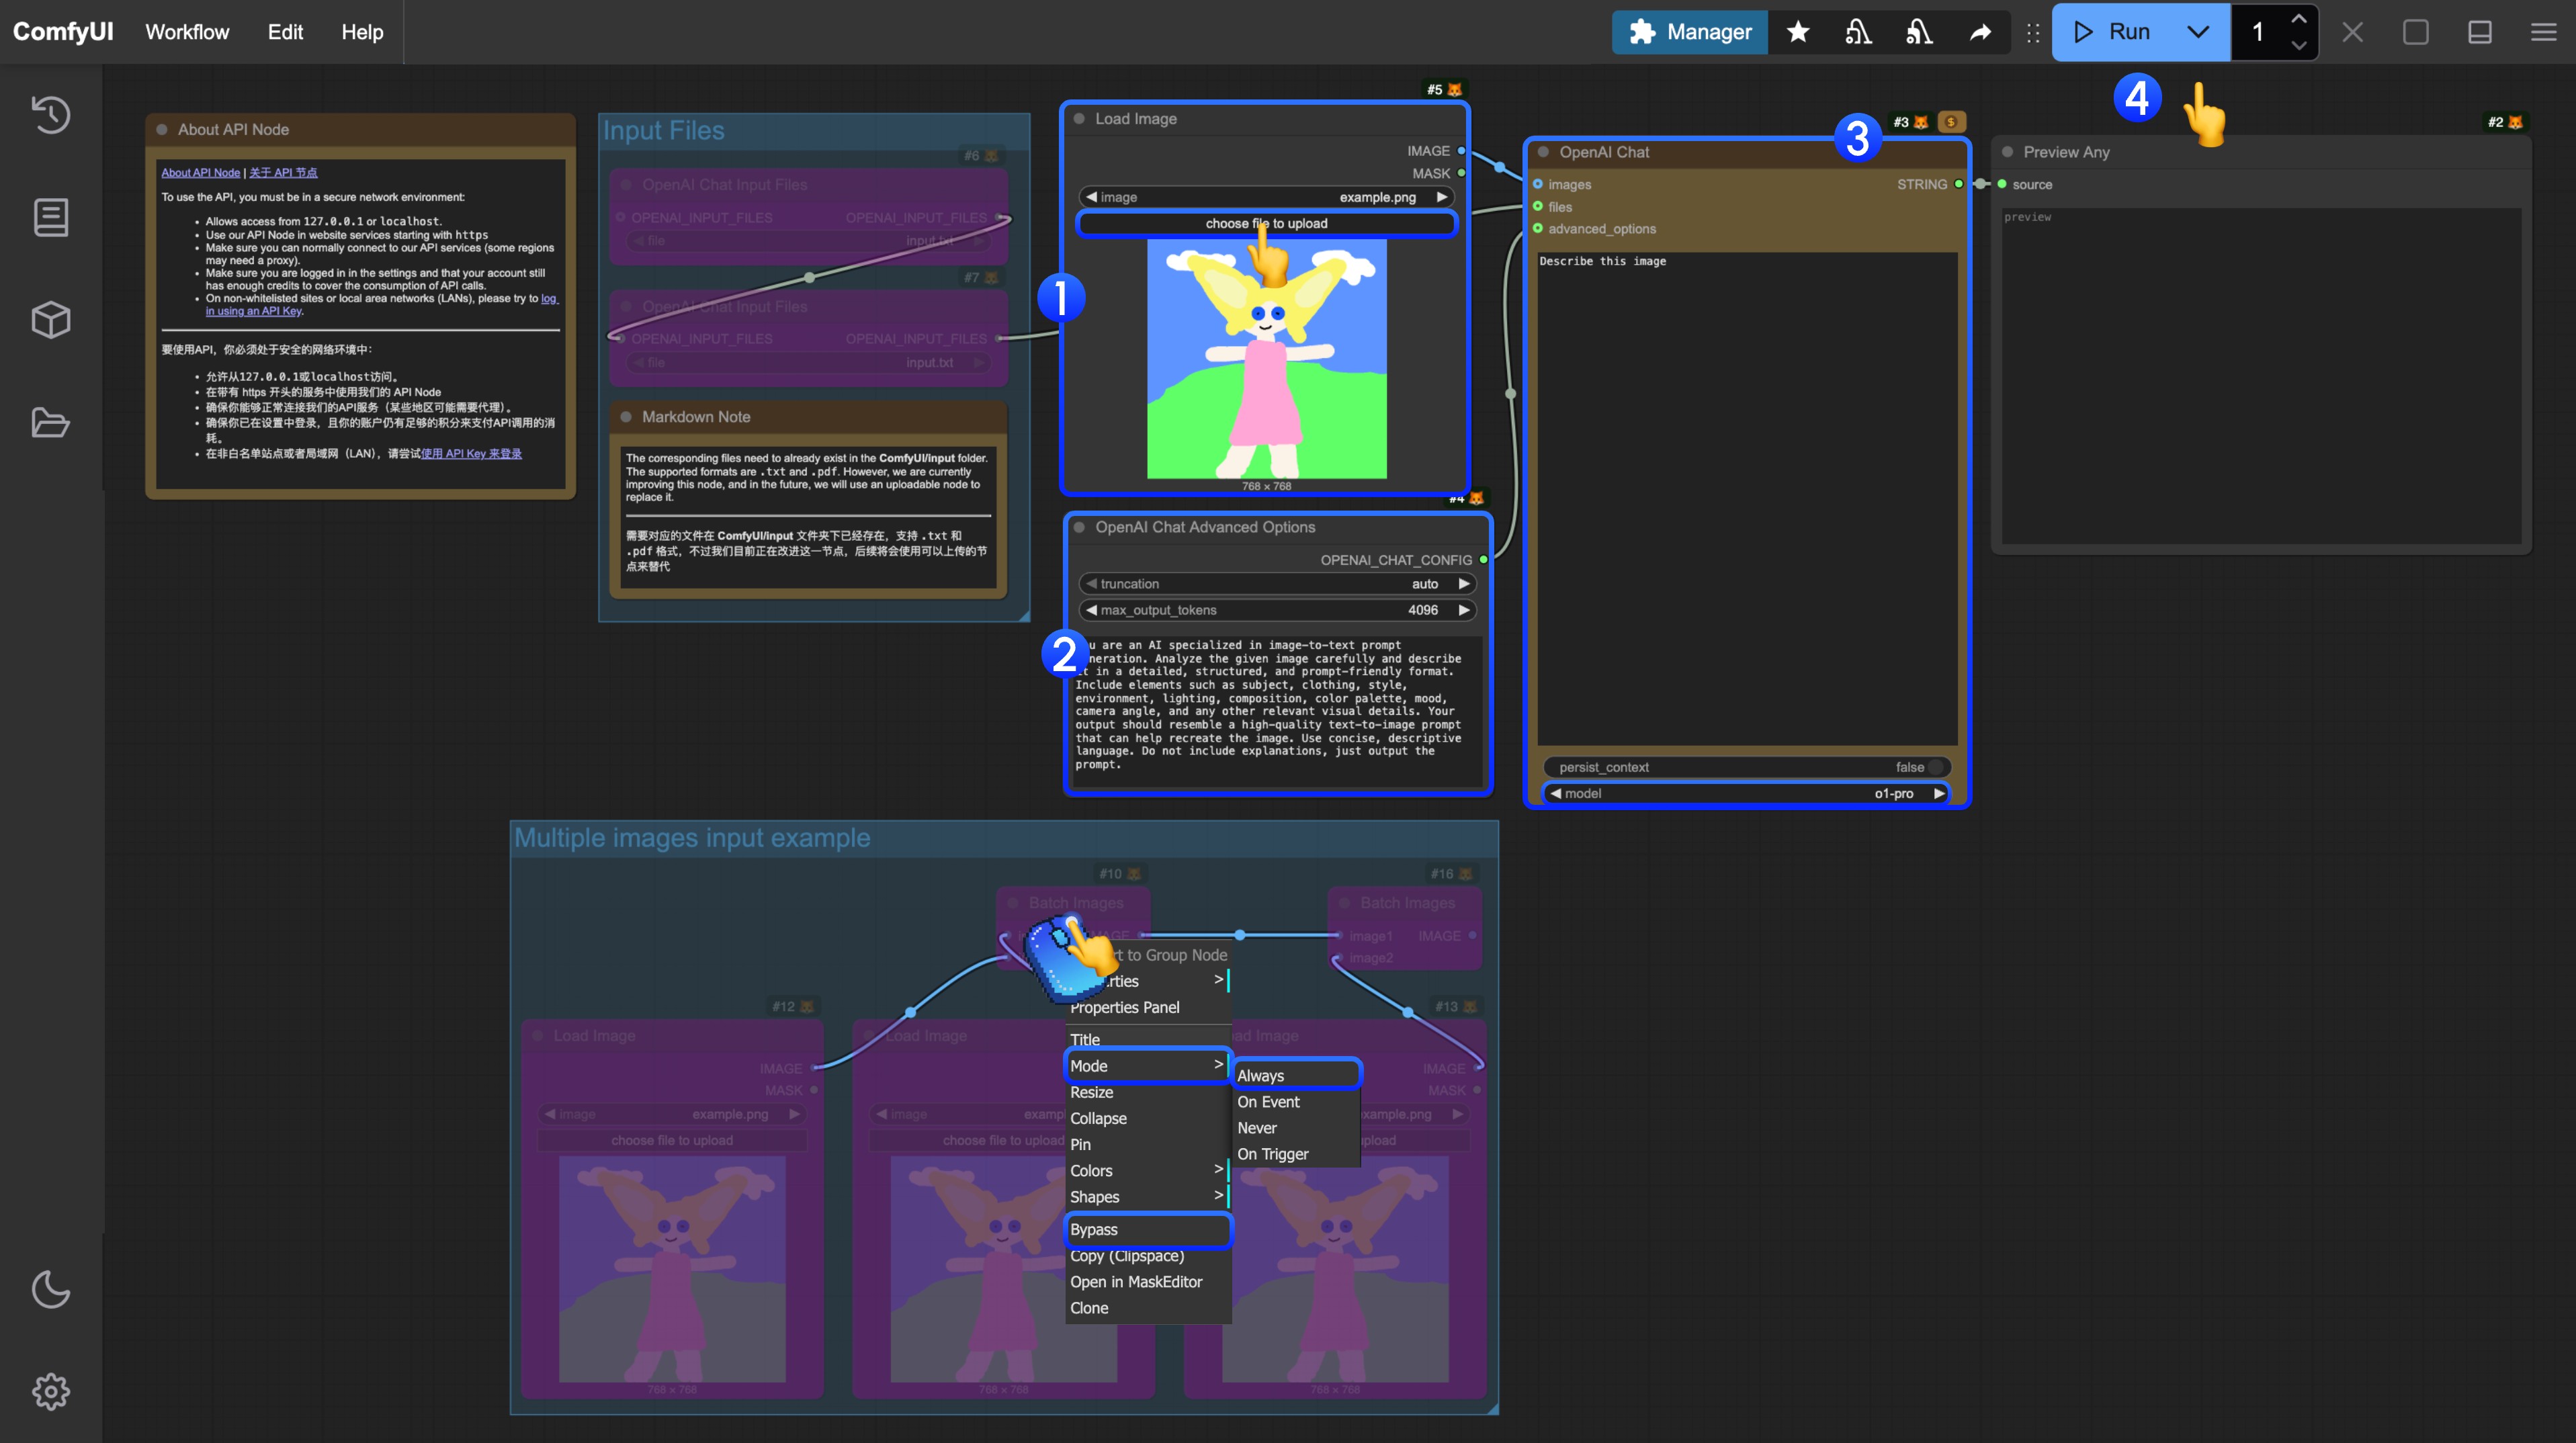 ComfyUI Workflow Edit Help
Manager Run 1
4
About API Node
About API Node | 关于 API 节点
To use the API, you must be in a secure network environment:
• Allows access from 127.0.0.1 or localhost.
• Use our API Node in website services starting with https
• Make sure you can normally connect to our API services (some regions
may need a proxy).
• Make sure you are logged in in the settings and that your account still
has enough credits to cover the consumption of API calls.
• On non-whitelisted sites or local area networks (LANs), please try to log
in using an API Key.
要使用API，你必须处于安全的网络环境中：
• 允许从127.0.0.1或localhost访问。
• 在带有 https 开头的服务中使用我们的 API Node
• 确保你能够正常连接我们的API服务（某些地区可能需要代理）。
• 确保你已在设置中登录，且你的账户仍有足够的积分来支付API调用的消
耗。
• 在非白名单站点或者局域网（LAN），请尝试使用 API Key 来登录
Input Files
#6
OpenAI Chat Input Files
OPENAI_INPUT_FILES OPENAI_INPUT_FILES
file input.txt
#7
OpenAI Chat Input Files
OPENAI_INPUT_FILES OPENAI_INPUT_FILES
file input.txt
Markdown Note
The corresponding files need to already exist in the ComfyUI/input folder.
The supported formats are .txt and .pdf. However, we are currently
improving this node, and in the future, we will use an uploadable node to
replace it.
需要对应的文件在 ComfyUI/input 文件夹下已经存在，支持 .txt 和
.pdf 格式，不过我们目前正在改进这一节点，后续将会使用可以上传的节
点来替代
#5
Load Image
IMAGE
MASK
image example.png
choose file to upload
1
768 × 768
#4
OpenAI Chat Advanced Options
OPENAI_CHAT_CONFIG
truncation auto
max_output_tokens 4096
2
are an AI specialized in image-to-text prompt
Analyze the given image carefully and describe
in a detailed, structured, and prompt-friendly format.
Include elements such as subject, clothing, style,
environment, lighting, composition, color palette, mood,
camera angle, and any other relevant visual details. Your
output should resemble a high-quality text-to-image prompt
that can help recreate the image. Use concise, descriptive
language. Do not include explanations, just output the
prompt.
3
#3
OpenAI Chat
images STRING
files
advanced_options
Describe this image
persist_context false
model o1-pro
#2
Preview Any
source
preview
Multiple images input example
#10
Batch Images
IMAGE
#16
Batch Images
image1 IMAGE
image2
to Group Node
Properties Panel
Title
Mode
Resize
Collapse
Pin
Colors
Shapes
Bypass
Copy (Clipspace)
Open in MaskEditor
Clone
Always
On Event
Never
On Trigger
#12
Load Image
IMAGE
MASK
image example.png
choose file to upload
768 × 768
Load Image
image
choose file to upload
768 × 768
#13
Image
IMAGE
MASK
example.png
upload
768 × 768